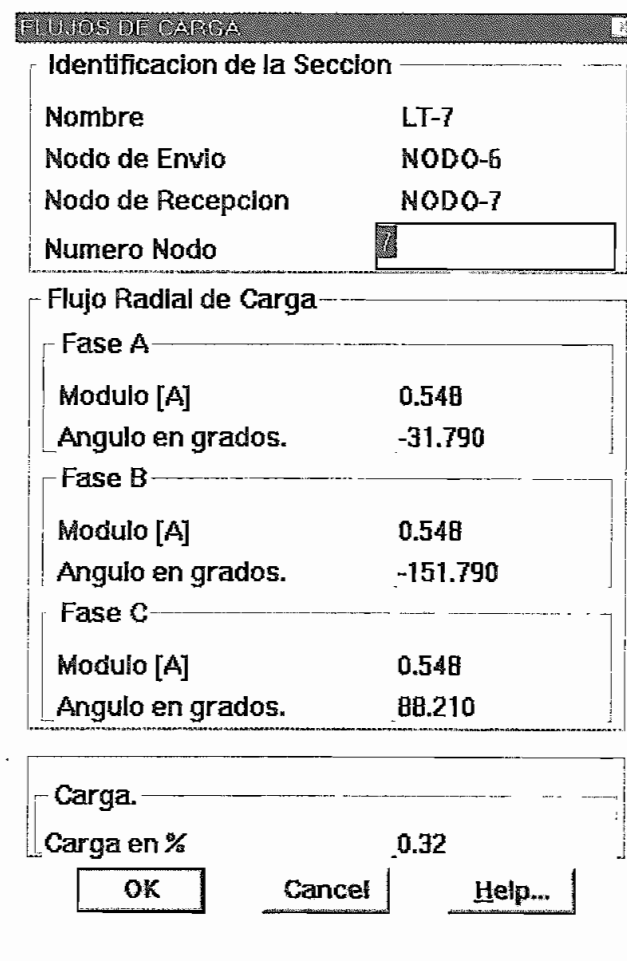 FLUJOS DE CARGA
Identificacion de la Seccion
Nombre LT-7
Nodo de Envio NODO-6
Nodo de Recepcion NODO-7
Numero Nodo 7
Flujo Radial de Carga
Fase A
Modulo [A] 0.548
Angulo en grados. -31.790
Fase B
Modulo [A] 0.548
Angulo en grados. -151.790
Fase C
Modulo [A] 0.548
Angulo en grados. 88.210
Carga.
Carga en % 0.32
OK Cancel Help...